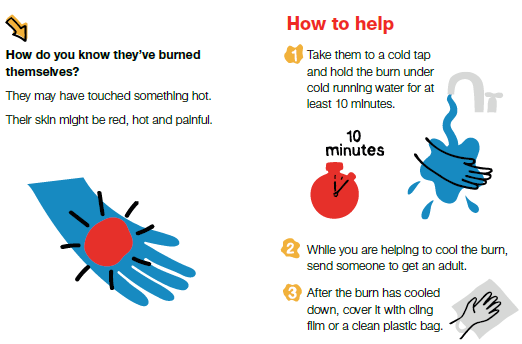 How do you know they've burned
themselves?
They may have touched something hot.
Their skin might be red, hot and painful.
How to help
1 Take them to a cold tap
and hold the burn under
cold running water for at
least 10 minutes.
10
minutes
2 While you are helping to cool the burn,
send someone to get an adult.
3 After the burn has cooled
down, cover it with cling
film or a clean plastic bag.